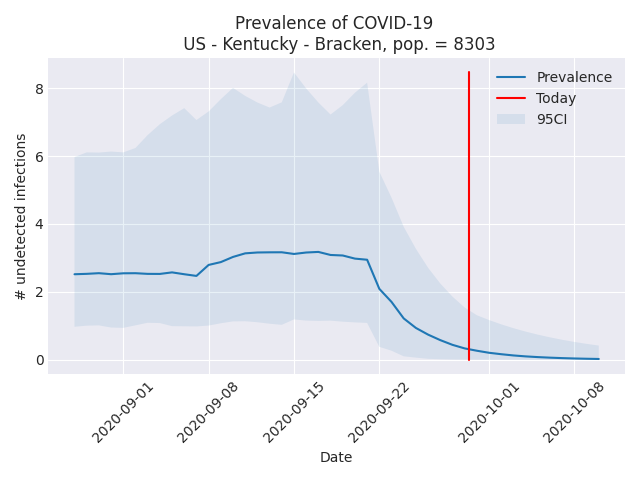 Prevalence of COVID-19
US - Kentucky - Bracken, pop. = 8303
# undetected infections
8
6
4
2
0
Prevalence
Today
95CI
2020-09-01
2020-09-08
2020-09-15
2020-09-22
2020-10-01
2020-10-08
Date